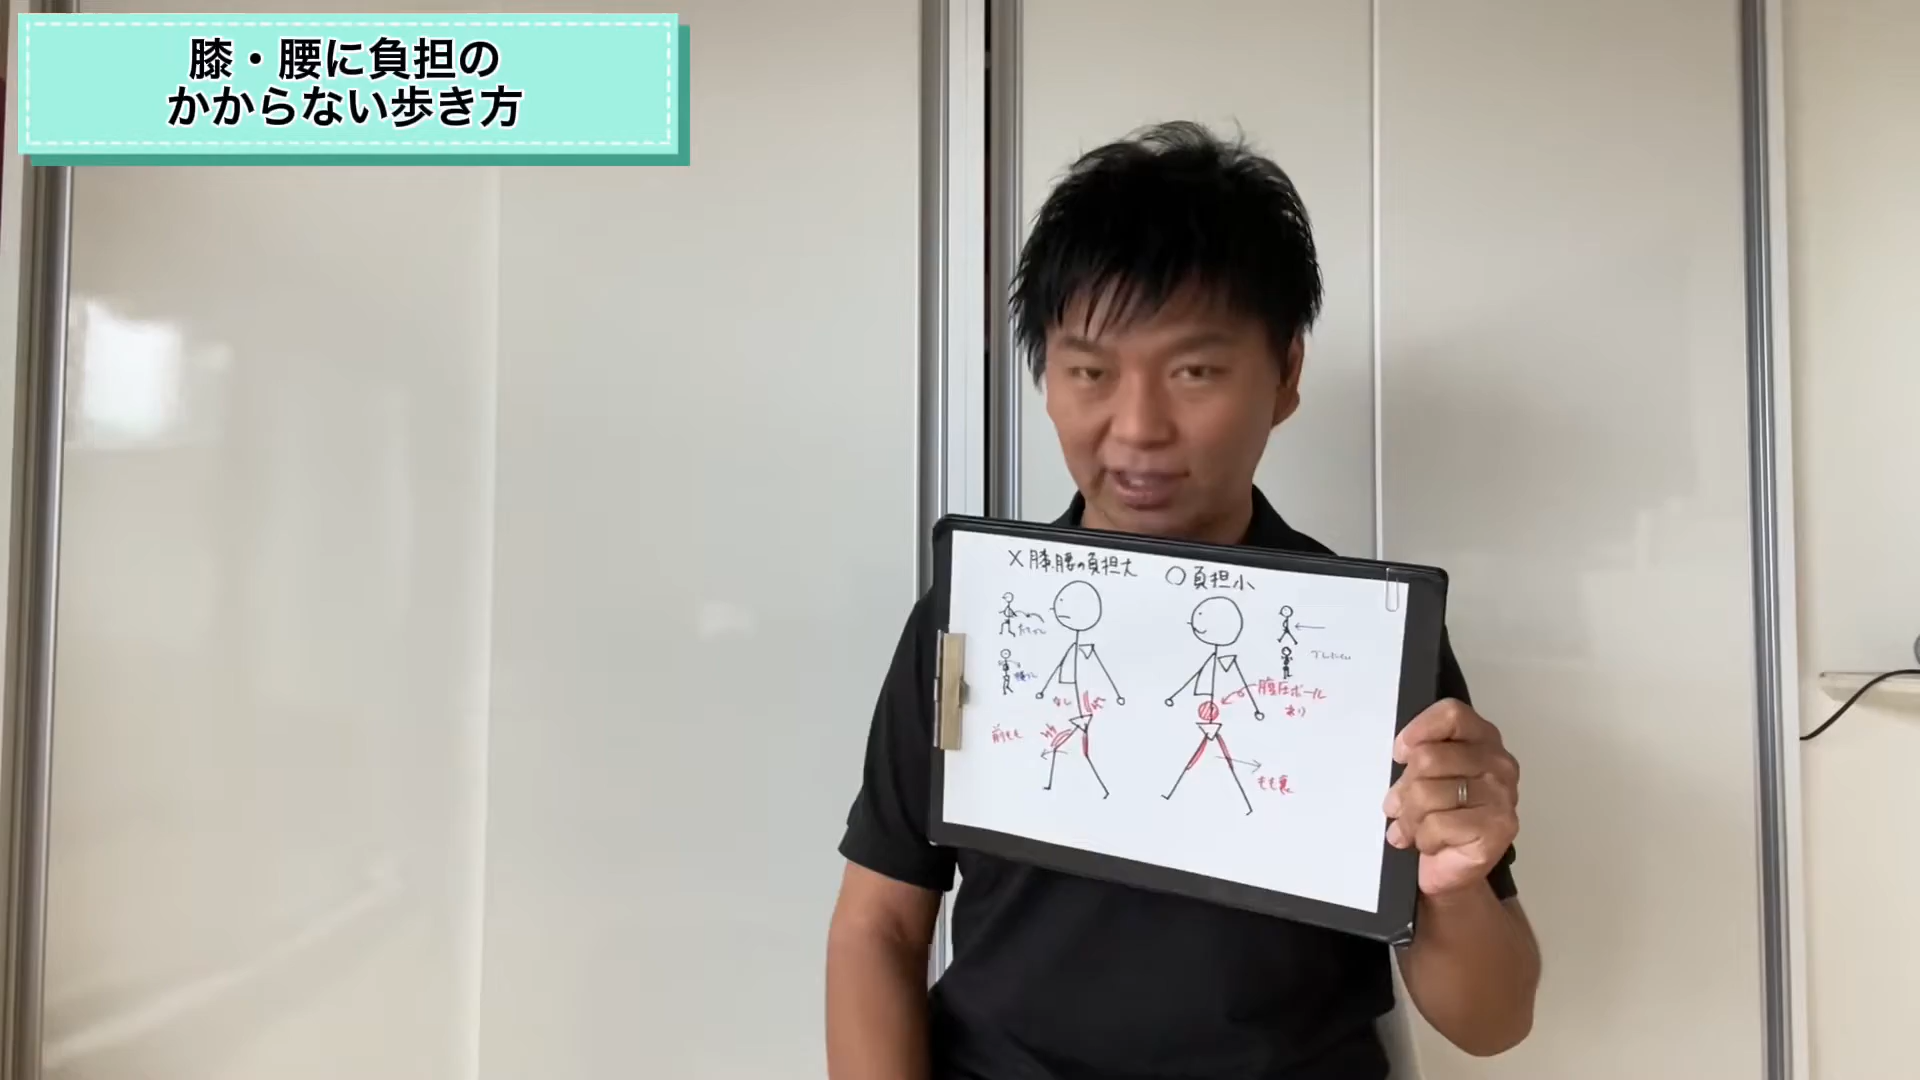 膝・腰に負担の
かからない歩き方
×膝、腰の負担大
○負担小
なし
前もも
腹圧ボール
あり
もも裏